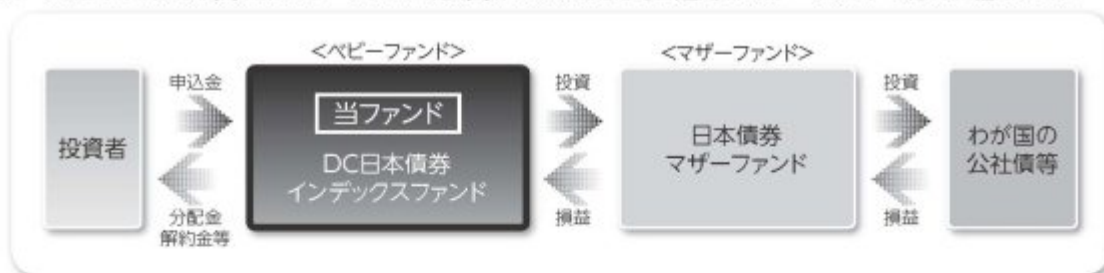 <ベビーファンド>
<マザーファンド>
投資者
申込金
分配金
解約金等
当ファンド
DC日本債券
インデックスファンド
投資
損益
日本債券
マザーファンド
投資
損益
わが国の
公社債等